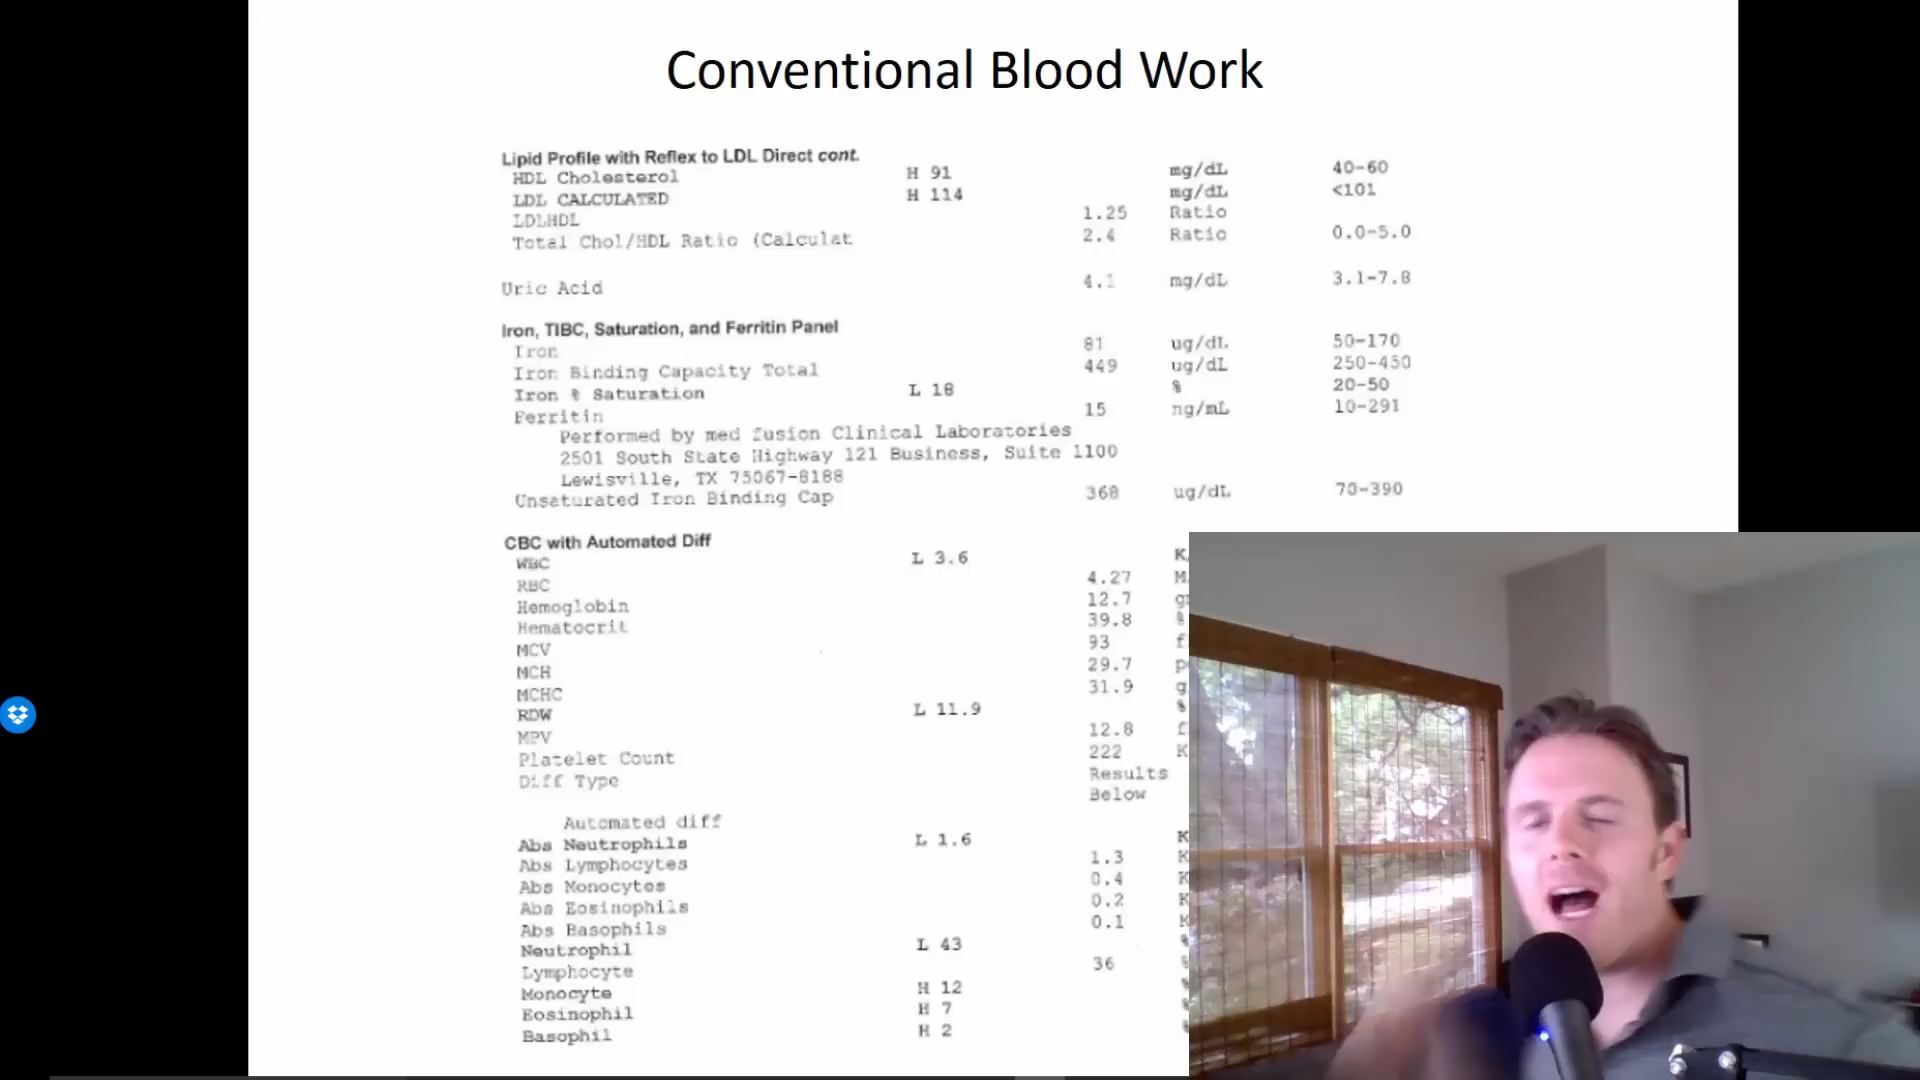 Conventional Blood Work
Lipid Profile with Reflex to LDL Direct cont.
HDL Cholesterol H 91 mg/dL 40-60
LDL CALCULATED H 114 mg/dL <101
LDLHDL 1.25 Ratio
Total Chol/HDL Ratio (Calculat 2.4 Ratio 0.0-5.0
Uric Acid 4.1 mg/dL 3.1-7.8
Iron, TIBC, Saturation, and Ferritin Panel
Iron 81 ug/dL 50-170
Iron Binding Capacity Total 449 ug/dL 250-450
Iron % Saturation L 18 % 20-50
Ferritin 15 ng/mL 10-291
Performed by med fusion Clinical Laboratories
2501 South State Highway 121 Business, Suite 1100
Lewisville, TX 75067-8188
Unsaturated Iron Binding Cap 368 ug/dL 70-390
CBC with Automated Diff
WBC L 3.6 K
RBC 4.27 M
Hemoglobin 12.7 g
Hematocrit 39.8 %
MCV 93 f
MCH 29.7 p
MCHC 31.9 g
RDW L 11.9 %
MPV 12.8 f
Platelet Count 222 K
Diff Type Results
Below
Automated diff
Abs Neutrophils L 1.6 K
Abs Lymphocytes 1.3 K
Abs Monocytes 0.4 K
Abs Eosinophils 0.2 K
Abs Basophils 0.1 K
Neutrophil L 43 %
Lymphocyte 36 %
Monocyte H 12 %
Eosinophil H 7 %
Basophil H 2 %